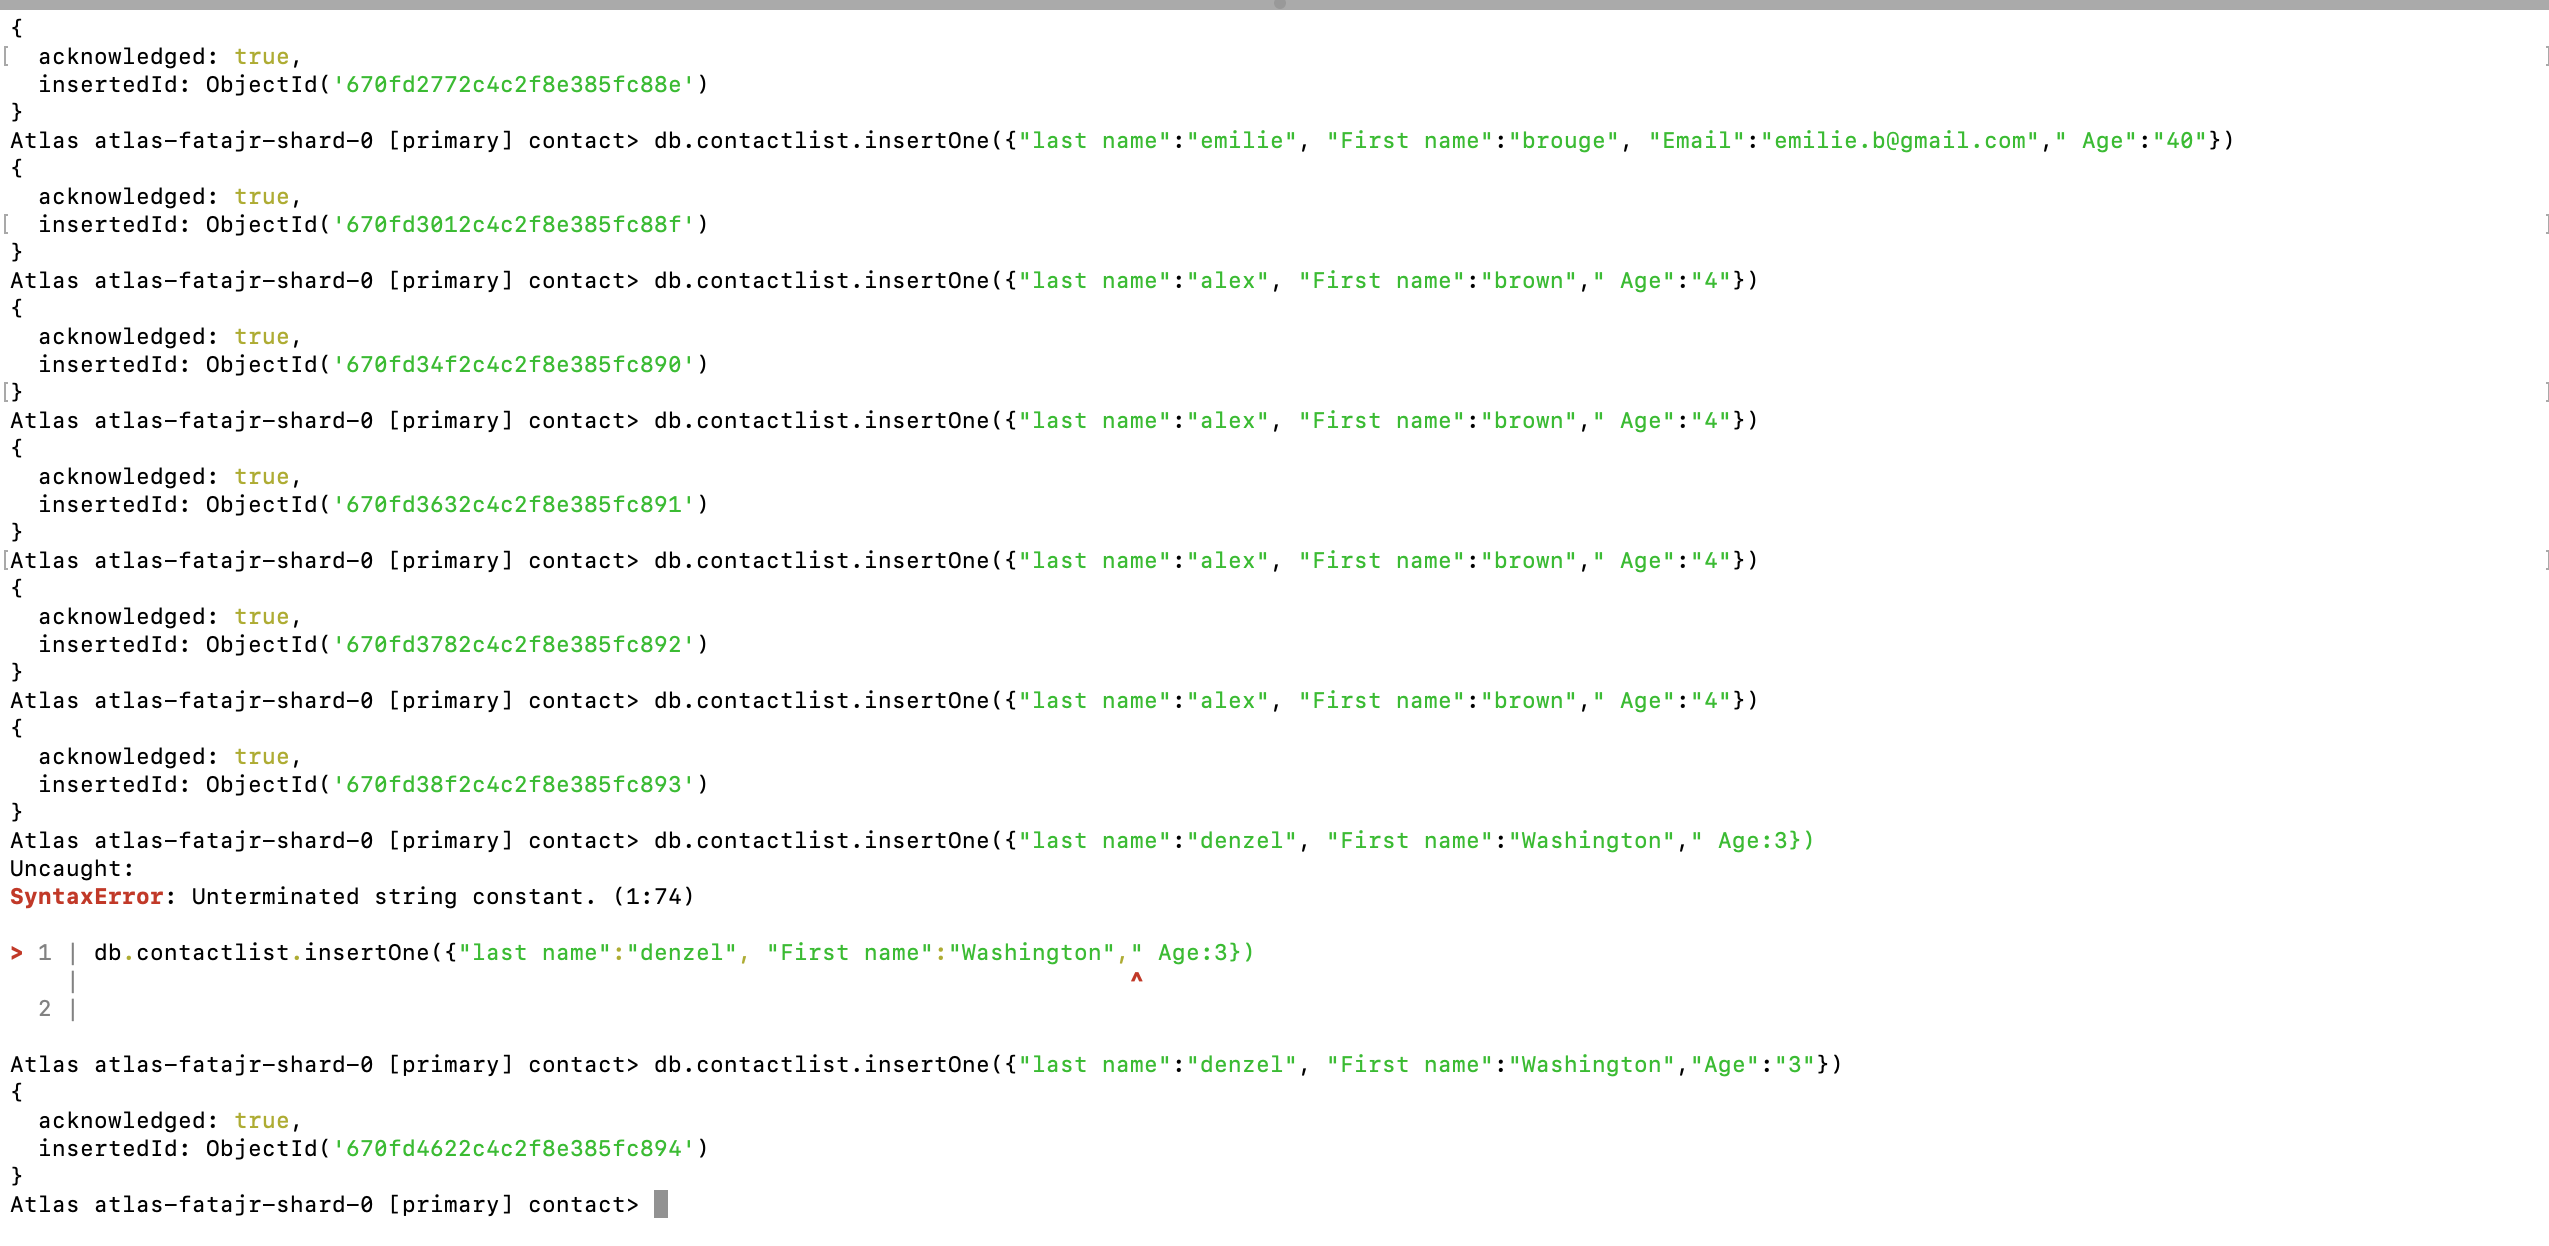 {
[  acknowledged: true,                    ]
  insertedId: ObjectId('670fd2772c4c2f8e385fc88e')
}
Atlas atlas-fatajr-shard-0 [primary] contact> db.contactlist.insertOne({"last name":"emilie", "First name":"brouge", "Email":"emilie.b@gmail.com"," Age":"40"})
{
  acknowledged: true,
[  insertedId: ObjectId('670fd3012c4c2f8e385fc88f')                    ]
}
Atlas atlas-fatajr-shard-0 [primary] contact> db.contactlist.insertOne({"last name":"alex", "First name":"brown"," Age":"4"})
{
  acknowledged: true,
  insertedId: ObjectId('670fd34f2c4c2f8e385fc890')
[}                    ]
Atlas atlas-fatajr-shard-0 [primary] contact> db.contactlist.insertOne({"last name":"alex", "First name":"brown"," Age":"4"})
{
  acknowledged: true,
  insertedId: ObjectId('670fd3632c4c2f8e385fc891')
}
[Atlas atlas-fatajr-shard-0 [primary] contact> db.contactlist.insertOne({"last name":"alex", "First name":"brown"," Age":"4"})                    ]
{
  acknowledged: true,
  insertedId: ObjectId('670fd3782c4c2f8e385fc892')
}
Atlas atlas-fatajr-shard-0 [primary] contact> db.contactlist.insertOne({"last name":"alex", "First name":"brown"," Age":"4"})
{
  acknowledged: true,
  insertedId: ObjectId('670fd38f2c4c2f8e385fc893')
}
Atlas atlas-fatajr-shard-0 [primary] contact> db.contactlist.insertOne({"last name":"denzel", "First name":"Washington"," Age:3})
Uncaught:
SyntaxError: Unterminated string constant. (1:74)
> 1 | db.contactlist.insertOne({"last name":"denzel", "First name":"Washington"," Age:3})
    |                                                                           ^
  2 |
Atlas atlas-fatajr-shard-0 [primary] contact> db.contactlist.insertOne({"last name":"denzel", "First name":"Washington","Age":"3"})
{
  acknowledged: true,
  insertedId: ObjectId('670fd4622c4c2f8e385fc894')
}
Atlas atlas-fatajr-shard-0 [primary] contact>